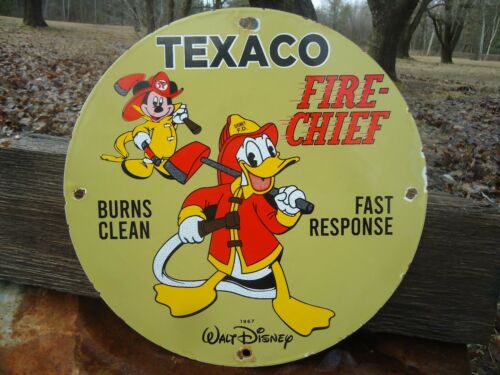 TEXACO
FIRE-
CHIEF
BURNS
CLEAN
FAST
RESPONSE
1967
WALT DISNEY